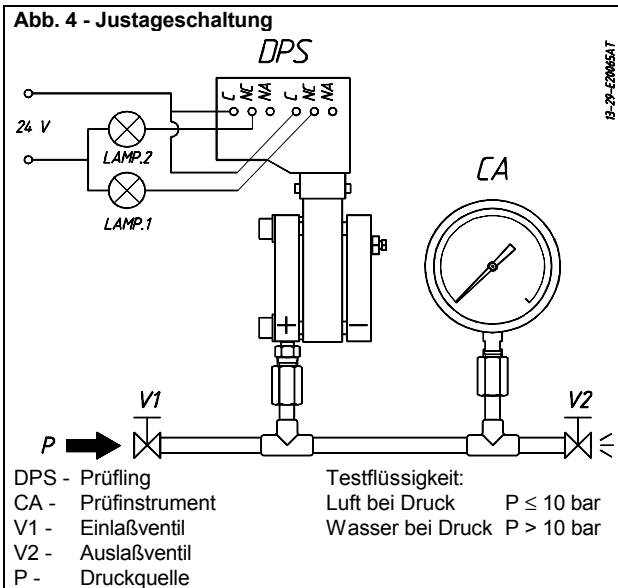 Abb. 4 - Justageschaltung
DPS
13-29-E20065AT
C NC NA C NC NA
24 V
LAMP.2
LAMP.1
CA
+ −
V1
V2
P
DPS - Prüfling
CA - Prüfinstrument
V1 - Einlaßventil
V2 - Auslaßventil
P - Druckquelle
Testflüssigkeit:
Luft bei Druck P ≤ 10 bar
Wasser bei Druck P > 10 bar